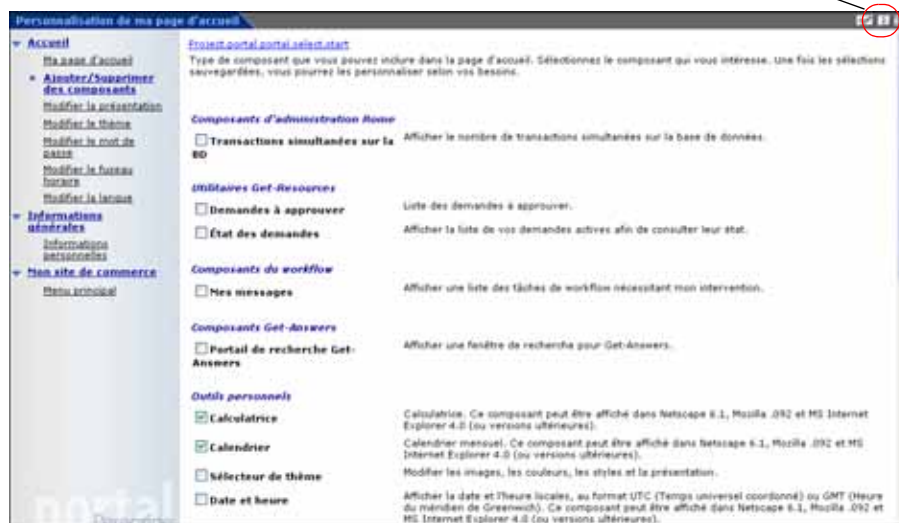 Personnalisation de ma page d'accueil
Accueil
Ma page d'accueil
Ajouter/Supprimer
des composants
Modifier la présentation
Modifier le thème
Modifier le mot de
passe
Modifier le fuseau
horaire
Modifier la langue
Informations
générales
Informations
personnelles
Mon site de commerce
Menu principal
portal
Project.portal.portal.select.start
Type de composant que vous pouvez inclure dans la page d'accueil. Sélectionnez le composant qui vous intéresse. Une fois les sélections
sauvegardées, vous pourrez les personnaliser selon vos besoins.
Composants d'administration Rome
Transactions simultanées sur la
BD
Afficher le nombre de transactions simultanées sur la base de données.
Utilitaires Get-Resources
Demandes à approuver
Liste des demandes à approuver.
État des demandes
Afficher la liste de vos demandes actives afin de consulter leur état.
Composants du workflow
Mes messages
Afficher une liste des tâches de workflow nécessitant mon intervention.
Composants Get-Answers
Portail de recherche Get-
Answers
Afficher une fenêtre de recherche pour Get-Answers.
Outils personnels
Calculatrice
Calculatrice. Ce composant peut être affiché dans Netscape 6.1, Mozilla .092 et MS Internet
Explorer 4.0 (ou versions ultérieures).
Calendrier
Calendrier mensuel. Ce composant peut être affiché dans Netscape 6.1, Mozilla .092 et MS
Internet Explorer 4.0 (ou versions ultérieures).
Sélecteur de thème
Modifier les images, les couleurs, les styles et la présentation.
Date et heure
Afficher la date et l'heure locales, au format UTC (Temps universel coordonné) ou GMT (Heure
du méridien de Greenwich). Ce composant peut être affiché dans Netscape 6.1, Mozilla .092 et
MS Internet Explorer 4.0 (ou versions ultérieures).